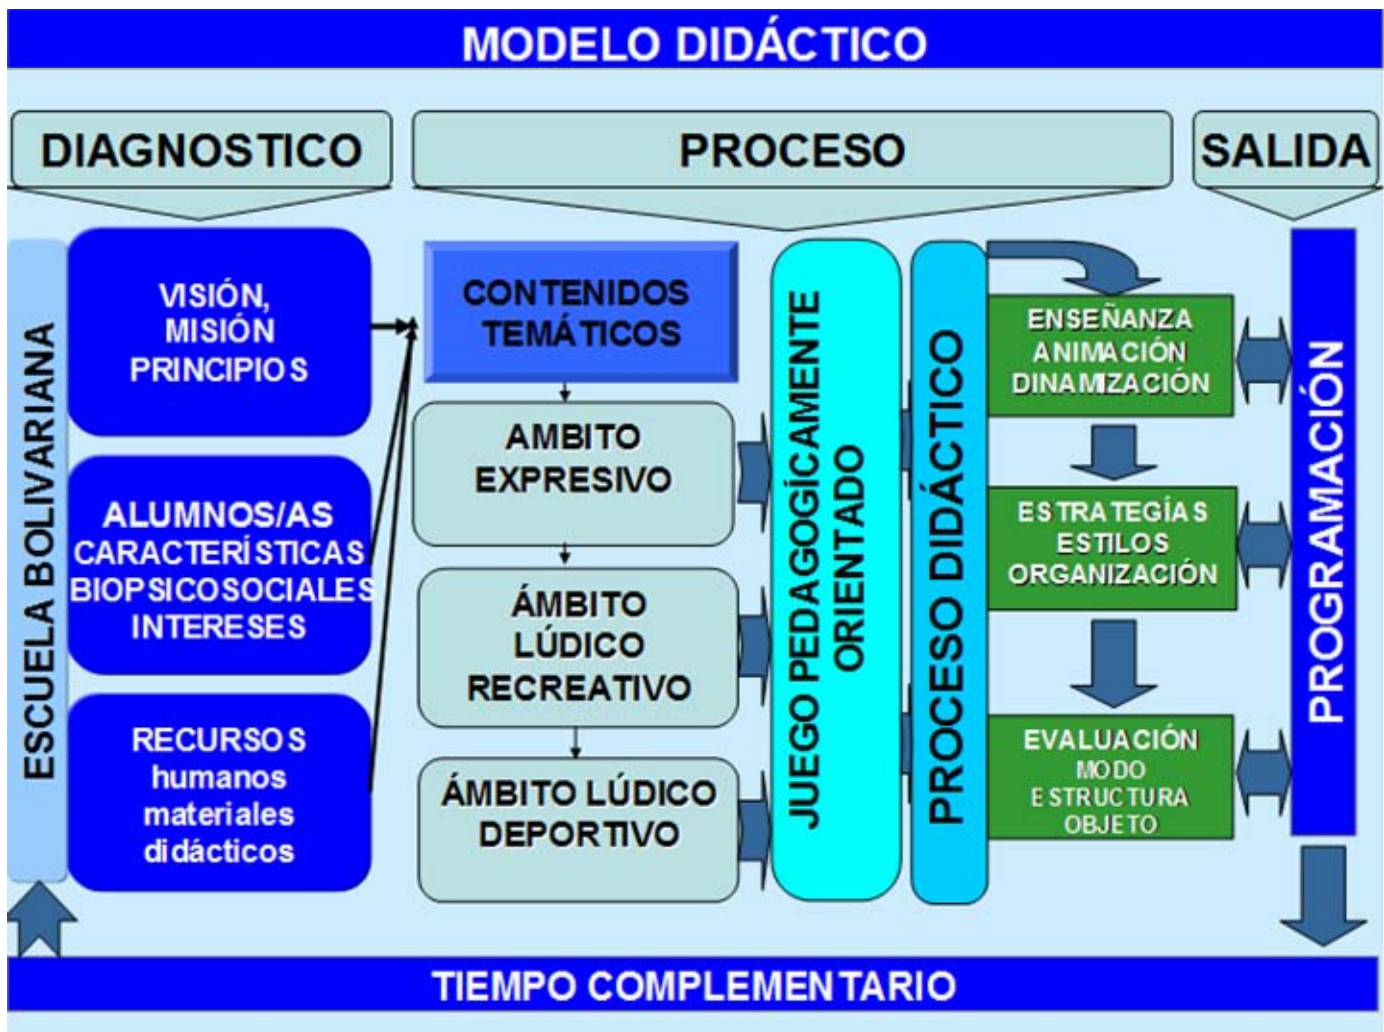 MODELO DIDÁCTICO
DIAGNOSTICO
PROCESO
SALIDA
ESCUELA BOLIVARIANA
VISIÓN,
MISIÓN
PRINCIPIOS
ALUMNOS/AS
CARACTERÍSTICAS
BIOPSICOSOCIALES
INTERESES
RECURSOS
humanos
materiales
didácticos
CONTENIDOS
TEMÁTICOS
AMBITO
EXPRESIVO
ÁMBITO
LÚDICO
RECREATIVO
ÁMBITO LÚDICO
DEPORTIVO
JUEGO PEDAGOGÍCAMENTE
ORIENTADO
PROCESO DIDÁCTICO
ENSEÑANZA
ANIMACIÓN
DINAMIZACIÓN
ESTRATEGÍAS
ESTILOS
ORGANIZACIÓN
EVALUACIÓN
MODO
ESTRUCTURA
OBJETO
PROGRAMACIÓN
TIEMPO COMPLEMENTARIO